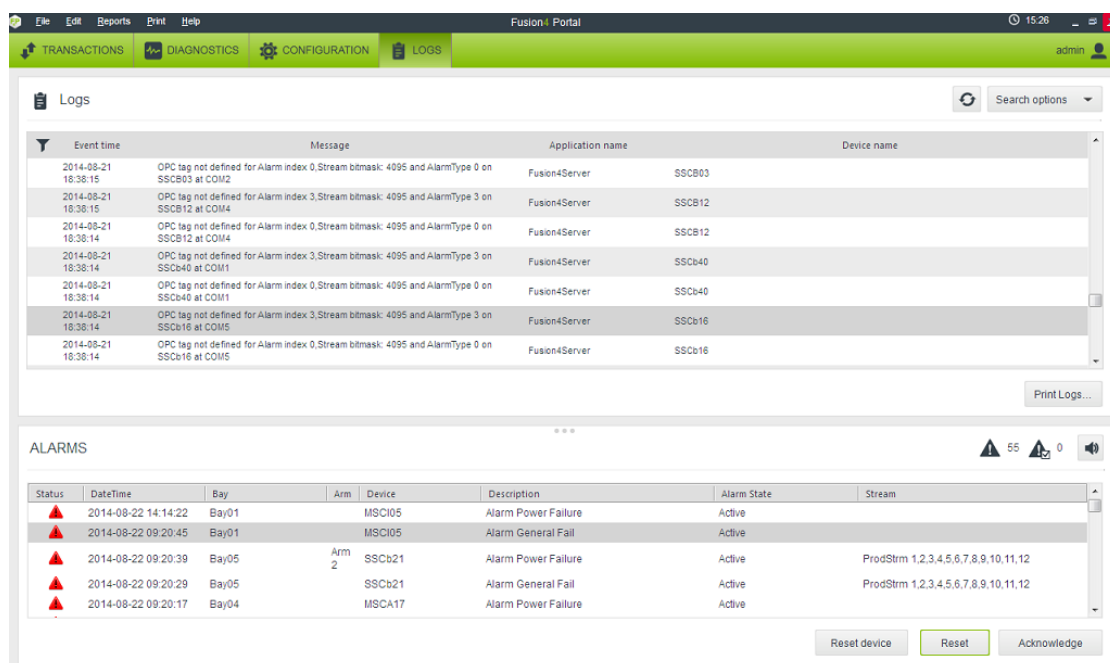 FP File Edit Reports Print Help Fusion4 Portal 15:26
TRANSACTIONS DIAGNOSTICS CONFIGURATION LOGS admin
Logs Search options
Event time Message Application name Device name
2014-08-21 18:38:15 OPC tag not defined for Alarm index 0,Stream bitmask: 4095 and AlarmType 0 on SSCB03 at COM2 Fusion4Server SSCB03
2014-08-21 18:38:15 OPC tag not defined for Alarm index 3,Stream bitmask: 4095 and AlarmType 3 on SSCB12 at COM4 Fusion4Server SSCB12
2014-08-21 18:38:14 OPC tag not defined for Alarm index 0,Stream bitmask: 4095 and AlarmType 0 on SSCB12 at COM4 Fusion4Server SSCB12
2014-08-21 18:38:14 OPC tag not defined for Alarm index 3,Stream bitmask: 4095 and AlarmType 3 on SSCb40 at COM1 Fusion4Server SSCb40
2014-08-21 18:38:14 OPC tag not defined for Alarm index 0,Stream bitmask: 4095 and AlarmType 0 on SSCb40 at COM1 Fusion4Server SSCb40
2014-08-21 18:38:14 OPC tag not defined for Alarm index 3,Stream bitmask: 4095 and AlarmType 3 on SSCb16 at COM5 Fusion4Server SSCb16
2014-08-21 18:38:14 OPC tag not defined for Alarm index 0,Stream bitmask: 4095 and AlarmType 0 on SSCb16 at COM5 Fusion4Server SSCb16
Print Logs...
ALARMS 55 0
Status DateTime Bay Arm Device Description Alarm State Stream
2014-08-22 14:14:22 Bay01 MSCI05 Alarm Power Failure Active
2014-08-22 09:20:45 Bay01 MSCI05 Alarm General Fail Active
2014-08-22 09:20:39 Bay05 Arm 2 SSCb21 Alarm Power Failure Active ProdStrm 1,2,3,4,5,6,7,8,9,10,11,12
2014-08-22 09:20:29 Bay05 SSCb21 Alarm General Fail Active ProdStrm 1,2,3,4,5,6,7,8,9,10,11,12
2014-08-22 09:20:17 Bay04 MSCA17 Alarm Power Failure Active
Reset device Reset Acknowledge